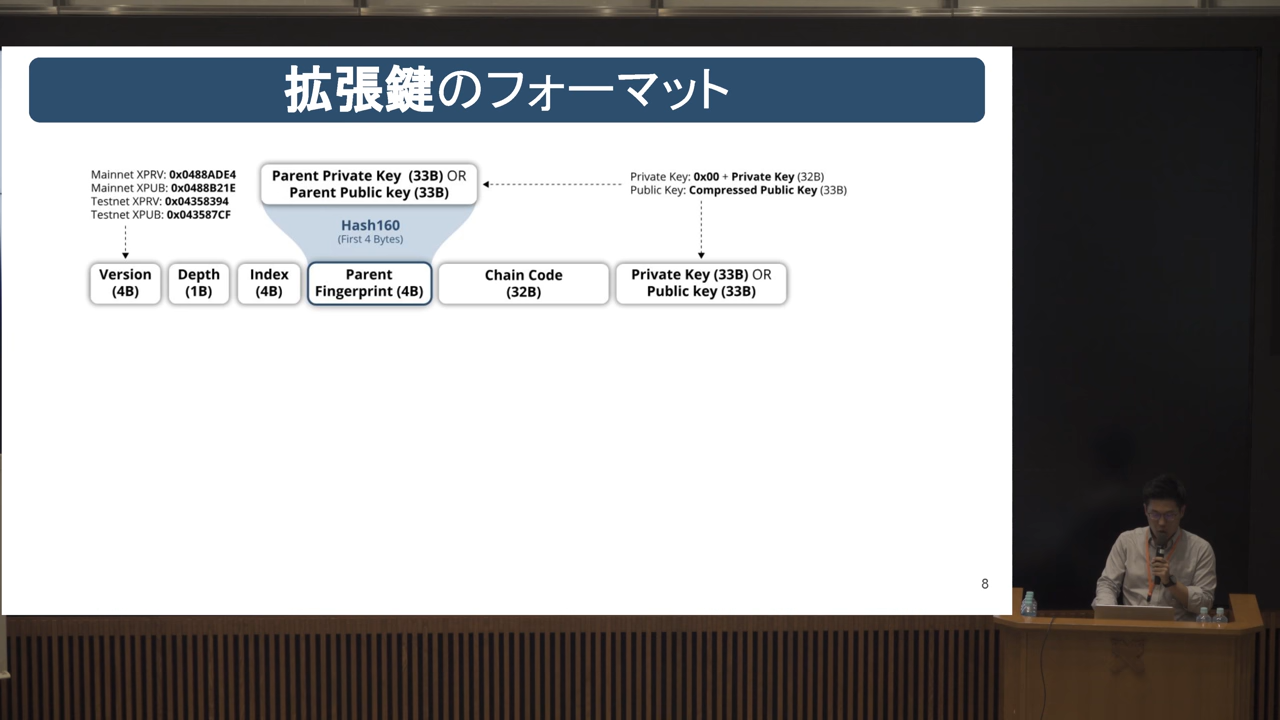 拡張鍵のフォーマット
Mainnet XPRV: 0x0488ADE4
Mainnet XPUB: 0x0488B21E
Testnet XPRV: 0x04358394
Testnet XPUB: 0x043587CF
Parent Private Key (33B) OR
Parent Public key (33B)
Private Key: 0x00 + Private Key (32B)
Public Key: Compressed Public Key (33B)
Hash160
(First 4 Bytes)
Version
(4B)
Depth
(1B)
Index
(4B)
Parent
Fingerprint (4B)
Chain Code
(32B)
Private Key (33B) OR
Public key (33B)
8